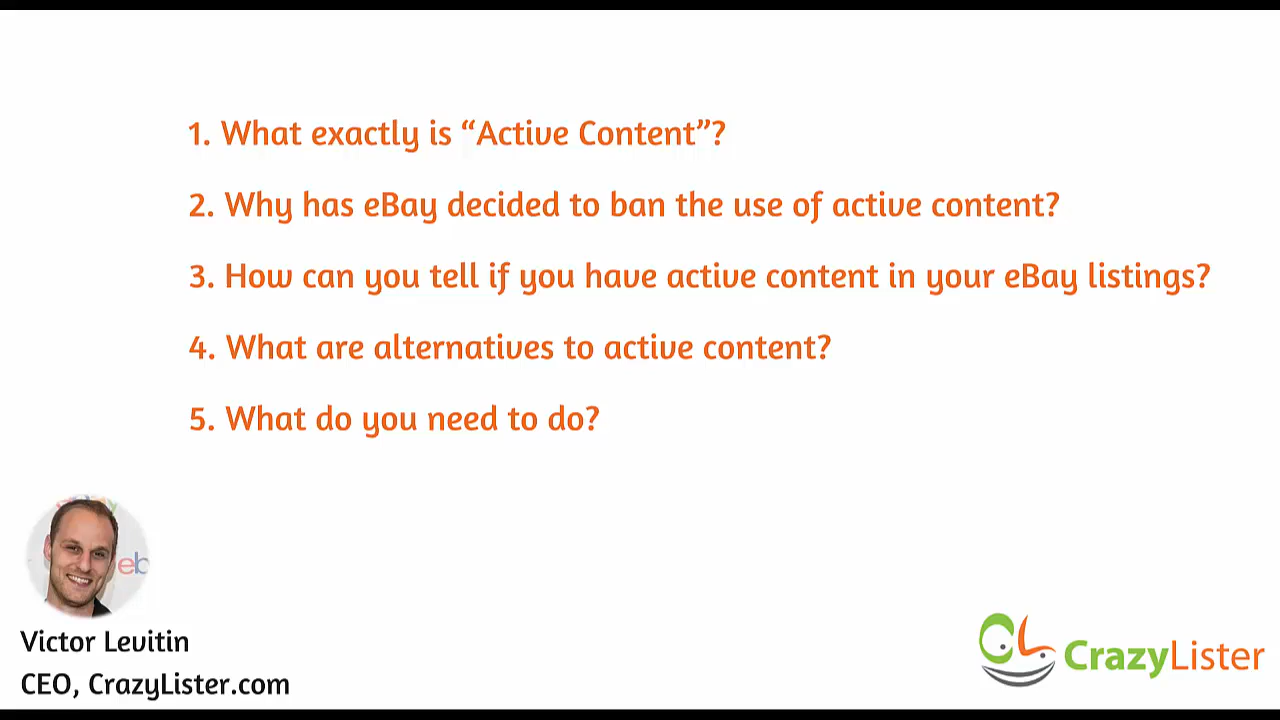 1. What exactly is “Active Content”?
2. Why has eBay decided to ban the use of active content?
3. How can you tell if you have active content in your eBay listings?
4. What are alternatives to active content?
5. What do you need to do?
eb
Victor Levitin
CEO, CrazyLister.com
CL CrazyLister